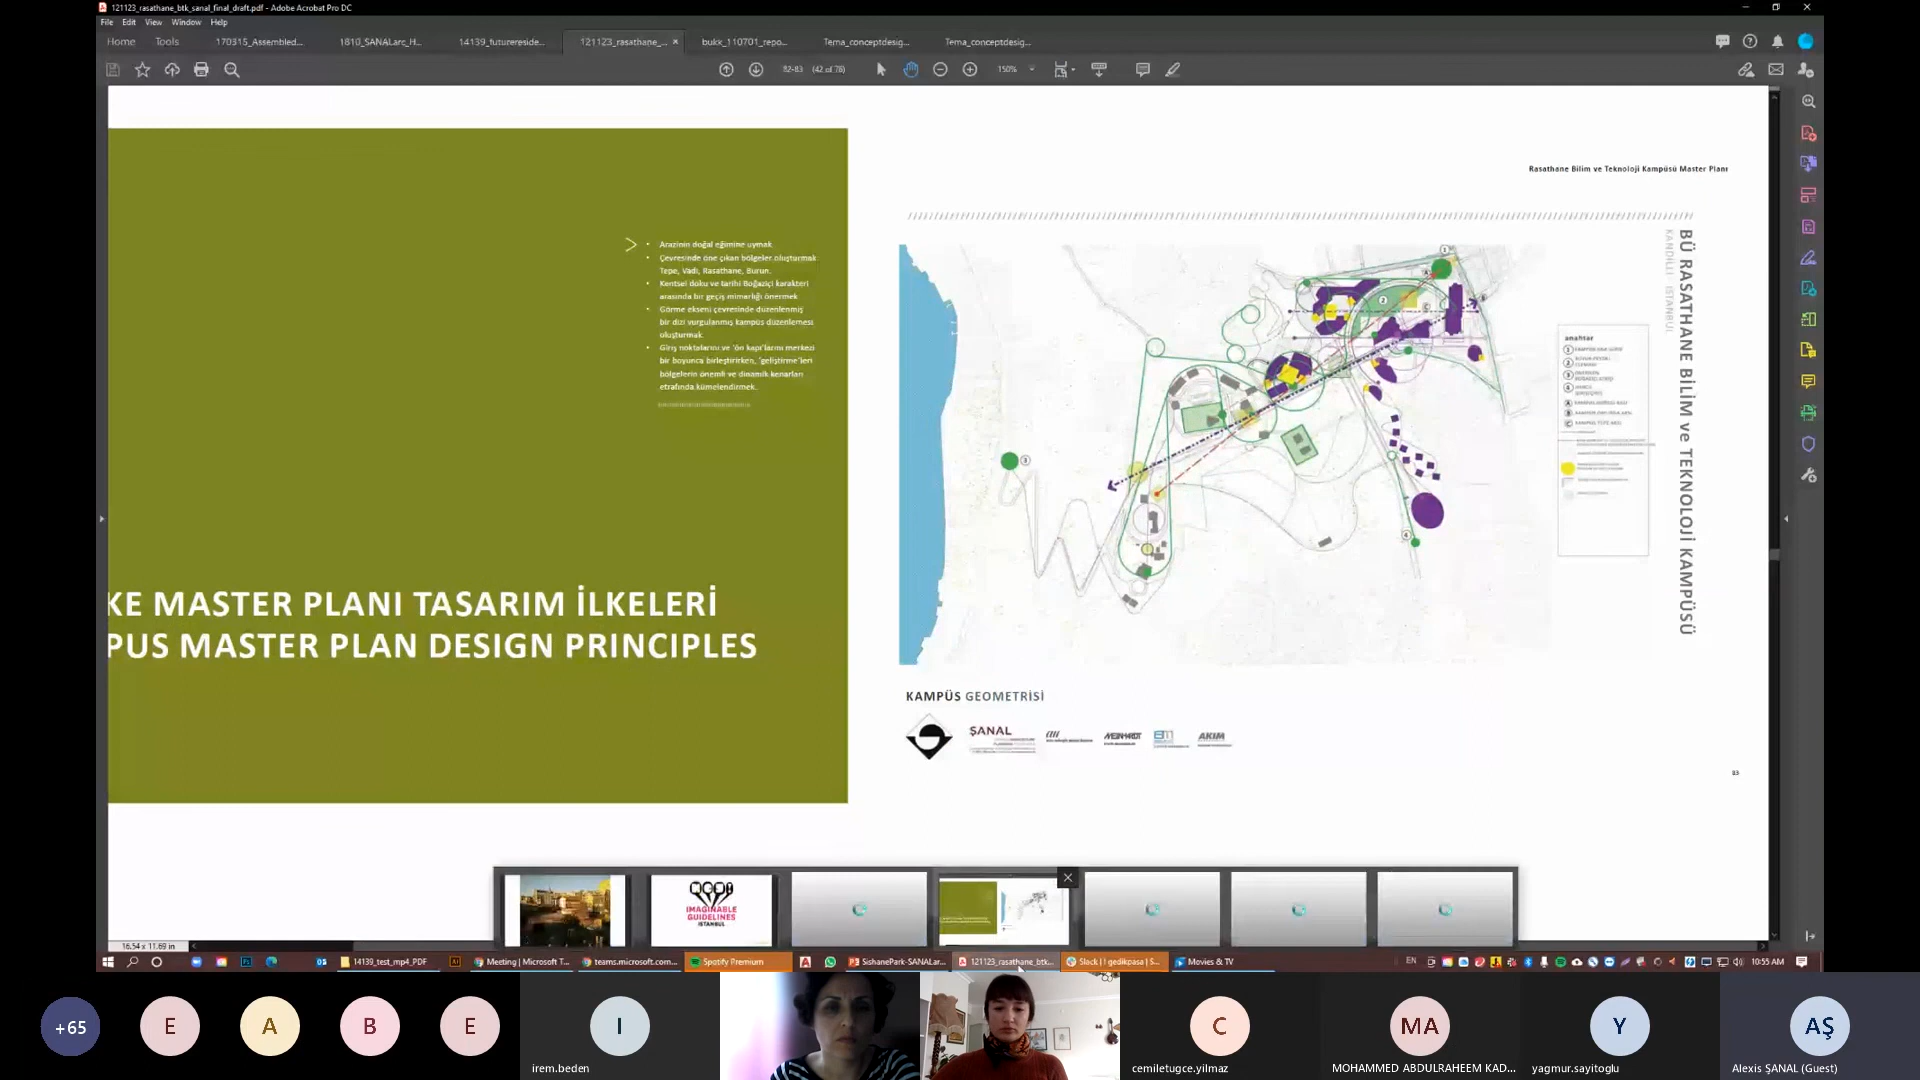 121123_rasathane_btk_sanal_final_draft.pdf - Adobe Acrobat Pro DC
File Edit View Window Help
Home Tools 170315_Assembled... 1810_SANALarc_H... 14139_futurereside... 121123_rasathane_... × bukk_110701_repo... Tema_conceptdesig... Tema_conceptdesig...
82-83 (42 of 78) 150%
Rasathane Bilim ve Teknoloji Kampüsü Master Planı
• Arazinin doğal eğimine uymak
• Çevresinde öne çıkan bölgeler oluşturmak
Tepe, Vadi, Rasathane, Burun.
• Kentsel doku ve tarihi Boğaziçi karakteri
arasında bir geçiş mimarlığı önermek
• Görme ekseni çevresinde düzenlenmiş
bir dizi vurgulanmış kampüs düzenlemesi
oluşturmak.
• Giriş noktalarını ve 'ön kapı'larını merkezi
bir boyunca birleştirirken, 'geliştirme'leri
bölgelerin önemli ve dinamik kenarları
etrafında kümelendirmek.
KE MASTER PLANI TASARIM İLKELERİ
PUS MASTER PLAN DESIGN PRINCIPLES
BÜ RASATHANE BİLİM ve TEKNOLOJİ KAMPÜSÜ
KANDİLLİ İSTANBUL
anahtar
1
2
3
4
A
B
C
KAMPÜS GEOMETRİSİ
ŞANAL
MEINHARDT
AKIM
83
IMAGINABLE
GUIDELINES
ISTANBUL
16.54 x 11.69 in
14139_test_mp4_PDF Meeting | Microsoft T... teams.microsoft.com... Spotify Premium SishanePark-SANALar... 121123_rasathane_btk... Slack | ! gedikpasa | S... Movies & TV EN 10:55 AM
+65 E A B E I C MA Y AŞ
irem.beden cemiletugce.yilmaz MOHAMMED ABDULRAHEEM KAD... yagmur.sayitoglu Alexis ŞANAL (Guest)